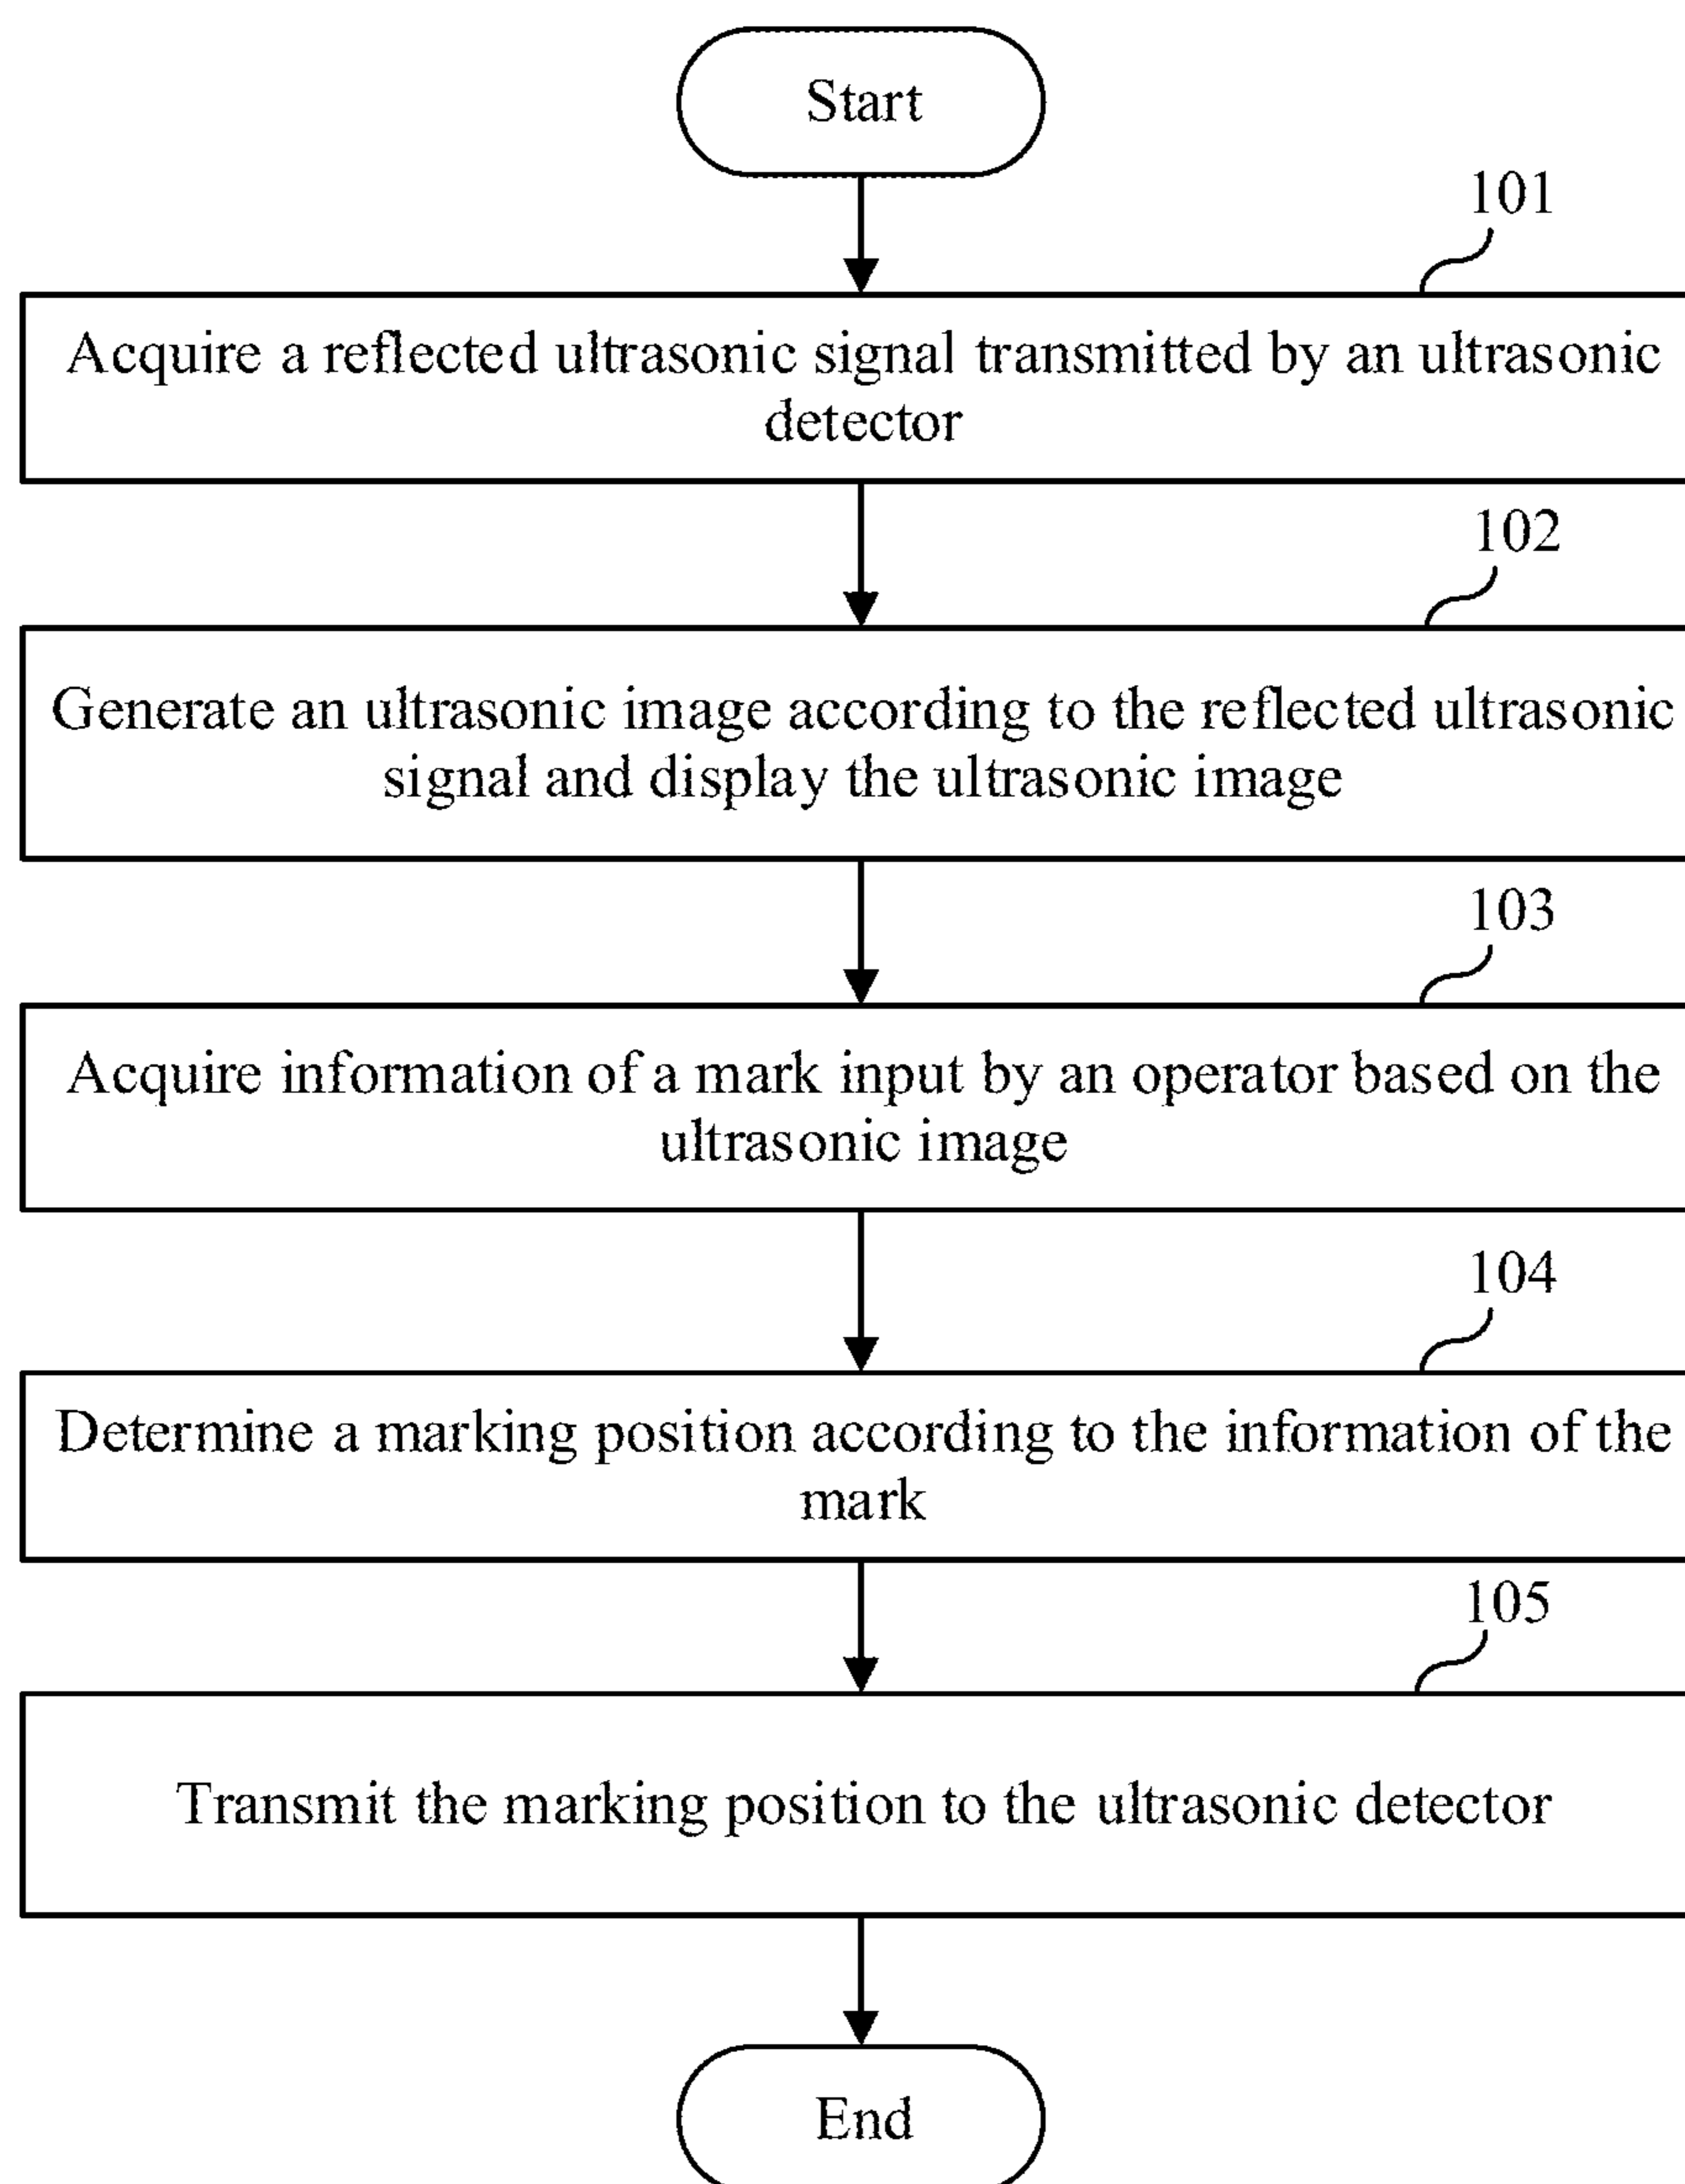 Start
101
Acquire a reflected ultrasonic signal transmitted by an ultrasonic
detector
102
Generate an ultrasonic image according to the reflected ultrasonic
signal and display the ultrasonic image
103
Acquire information of a mark input by an operator based on the
ultrasonic image
104
Determine a marking position according to the information of the
mark
105
Transmit the marking position to the ultrasonic detector
End